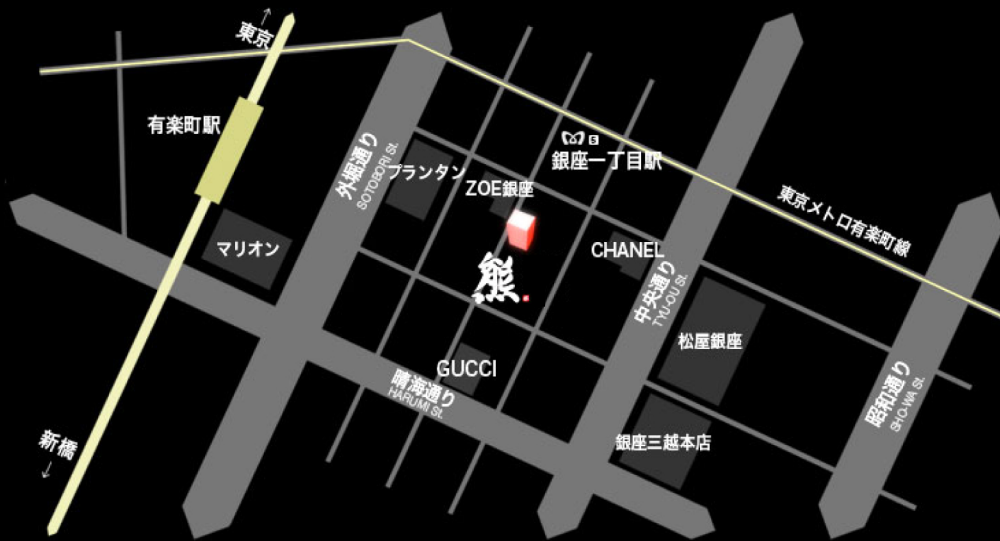 東京
有楽町駅
外堀通り
SOTOBORI St.
プランタン
ZOE銀座
S
銀座一丁目駅
東京メトロ有楽町線
マリオン
熊
CHANEL
中央通り
TYU-OU St.
松屋銀座
GUCCI
晴海通り
HARUMI St.
昭和通り
SHO-WA St.
新橋
銀座三越本店